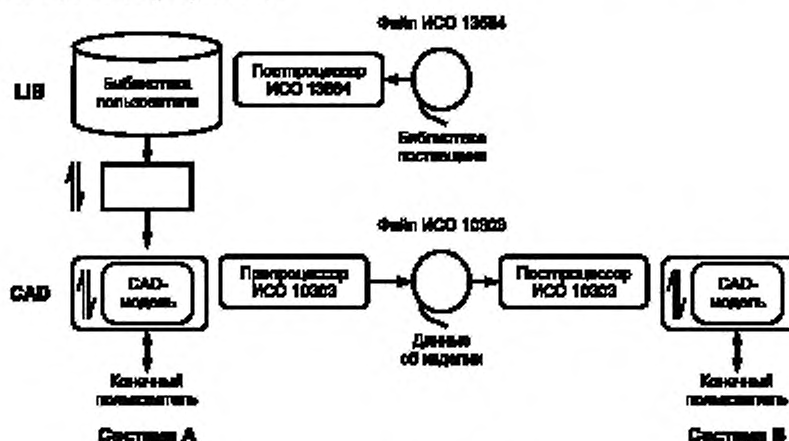 Файл ИСО 13584
LIB
Библиотека
пользователя
Постпроцессор
ИСО 13584
Библиотека
поставщика
Файл ИСО 10303
CAD
CAD-
модель
Препроцессор
ИСО 10303
Постпроцессор
ИСО 10303
CAD-
модель
Данные
об изделии
Конечный
пользователь
Конечный
пользователь
Система А
Система В